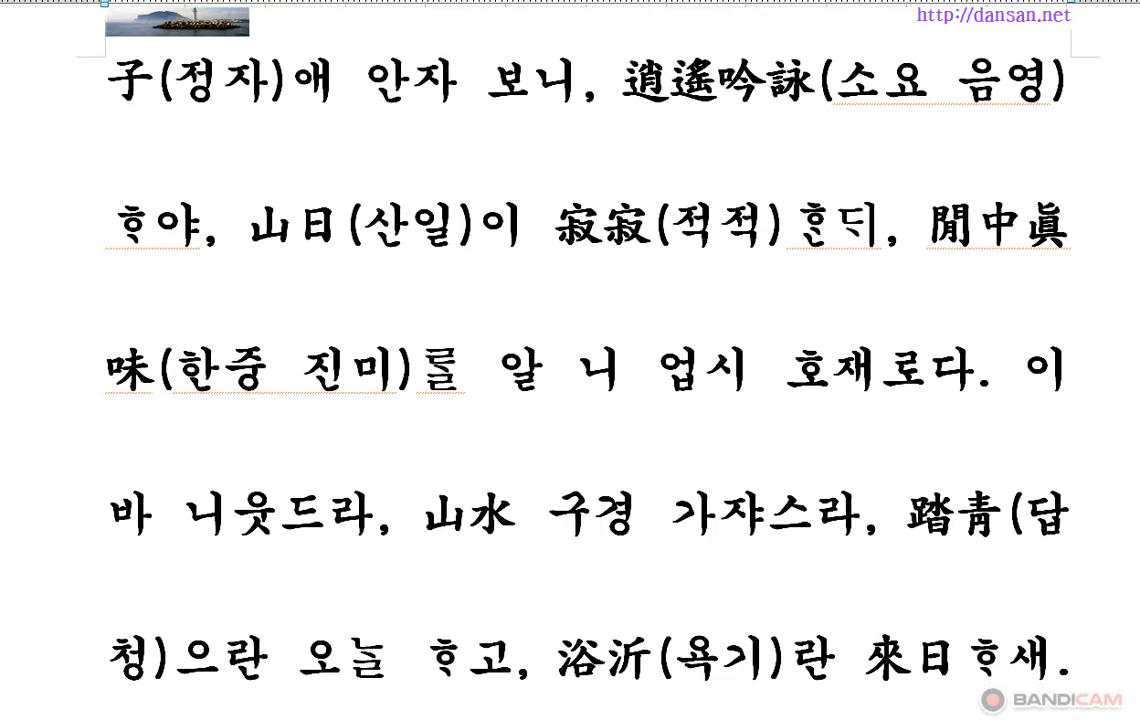 http://dansan.net
子(정자)애 안자 보니, 逍遙吟詠(소요 음영)
ᄒᆞ야, 山日(산일)이 寂寂(적적)ᄒᆞᆫᄃᆡ, 閒中眞
味(한중 진미)를 알 니 업시 호재로다. 이
바 니웃드라, 山水 구경 가쟈스라, 踏靑(답
청)으란 오늘 ᄒᆞ고, 浴沂(욕기)란 來日ᄒᆞ새.
BANDICAM